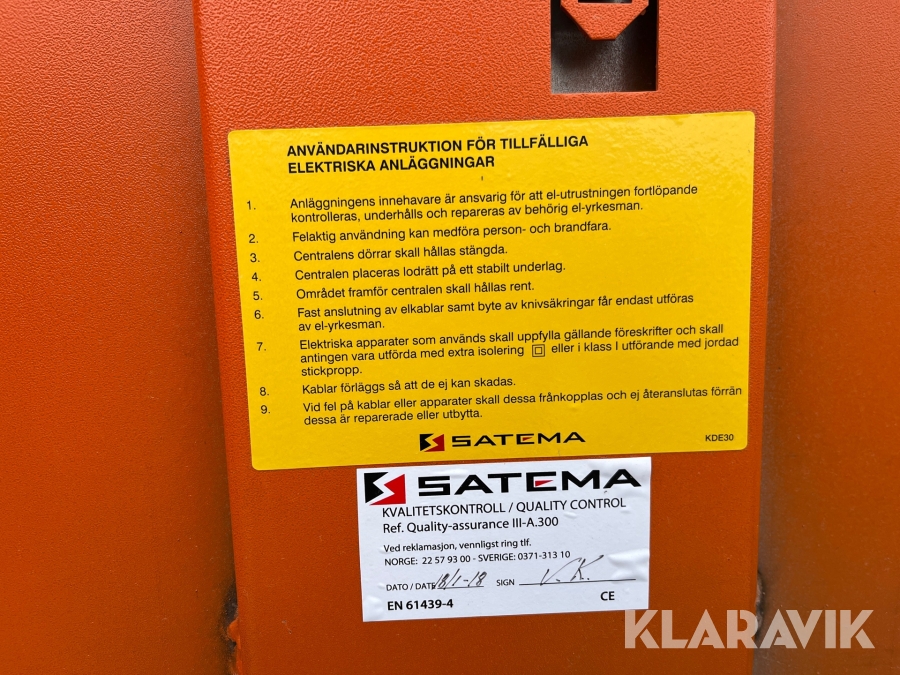 ANVÄNDARINSTRUKTION FÖR TILLFÄLLIGA
ELEKTRISKA ANLÄGGNINGAR
1. Anläggningens innehavare är ansvarig för att el-utrustningen fortlöpande
kontrolleras, underhålls och repareras av behörig el-yrkesman.
2. Felaktig användning kan medföra person- och brandfara.
3. Centralens dörrar skall hållas stängda.
4. Centralen placeras lodrätt på ett stabilt underlag.
5. Området framför centralen skall hållas rent.
6. Fast anslutning av elkablar samt byte av knivsäkringar får endast utföras
av el-yrkesman.
7. Elektriska apparater som används skall uppfylla gällande föreskrifter och skall
antingen vara utförda med extra isolering eller i klass I utförande med jordad
stickpropp.
8. Kablar förläggs så att de ej kan skadas.
9. Vid fel på kablar eller apparater skall dessa frånkopplas och ej återanslutas förrän
dessa är reparerade eller utbytta.
SATEMA
KDE30
SATEMA
KVALITETSKONTROLL / QUALITY CONTROL
Ref. Quality-assurance III-A.300
Ved reklamasjon, vennligst ring tlf.
NORGE: 22 57 93 00 - SVERIGE: 0371-313 10
DATO / DATE 18/1-18 SIGN V.K.
EN 61439-4 CE
KLARAVIK